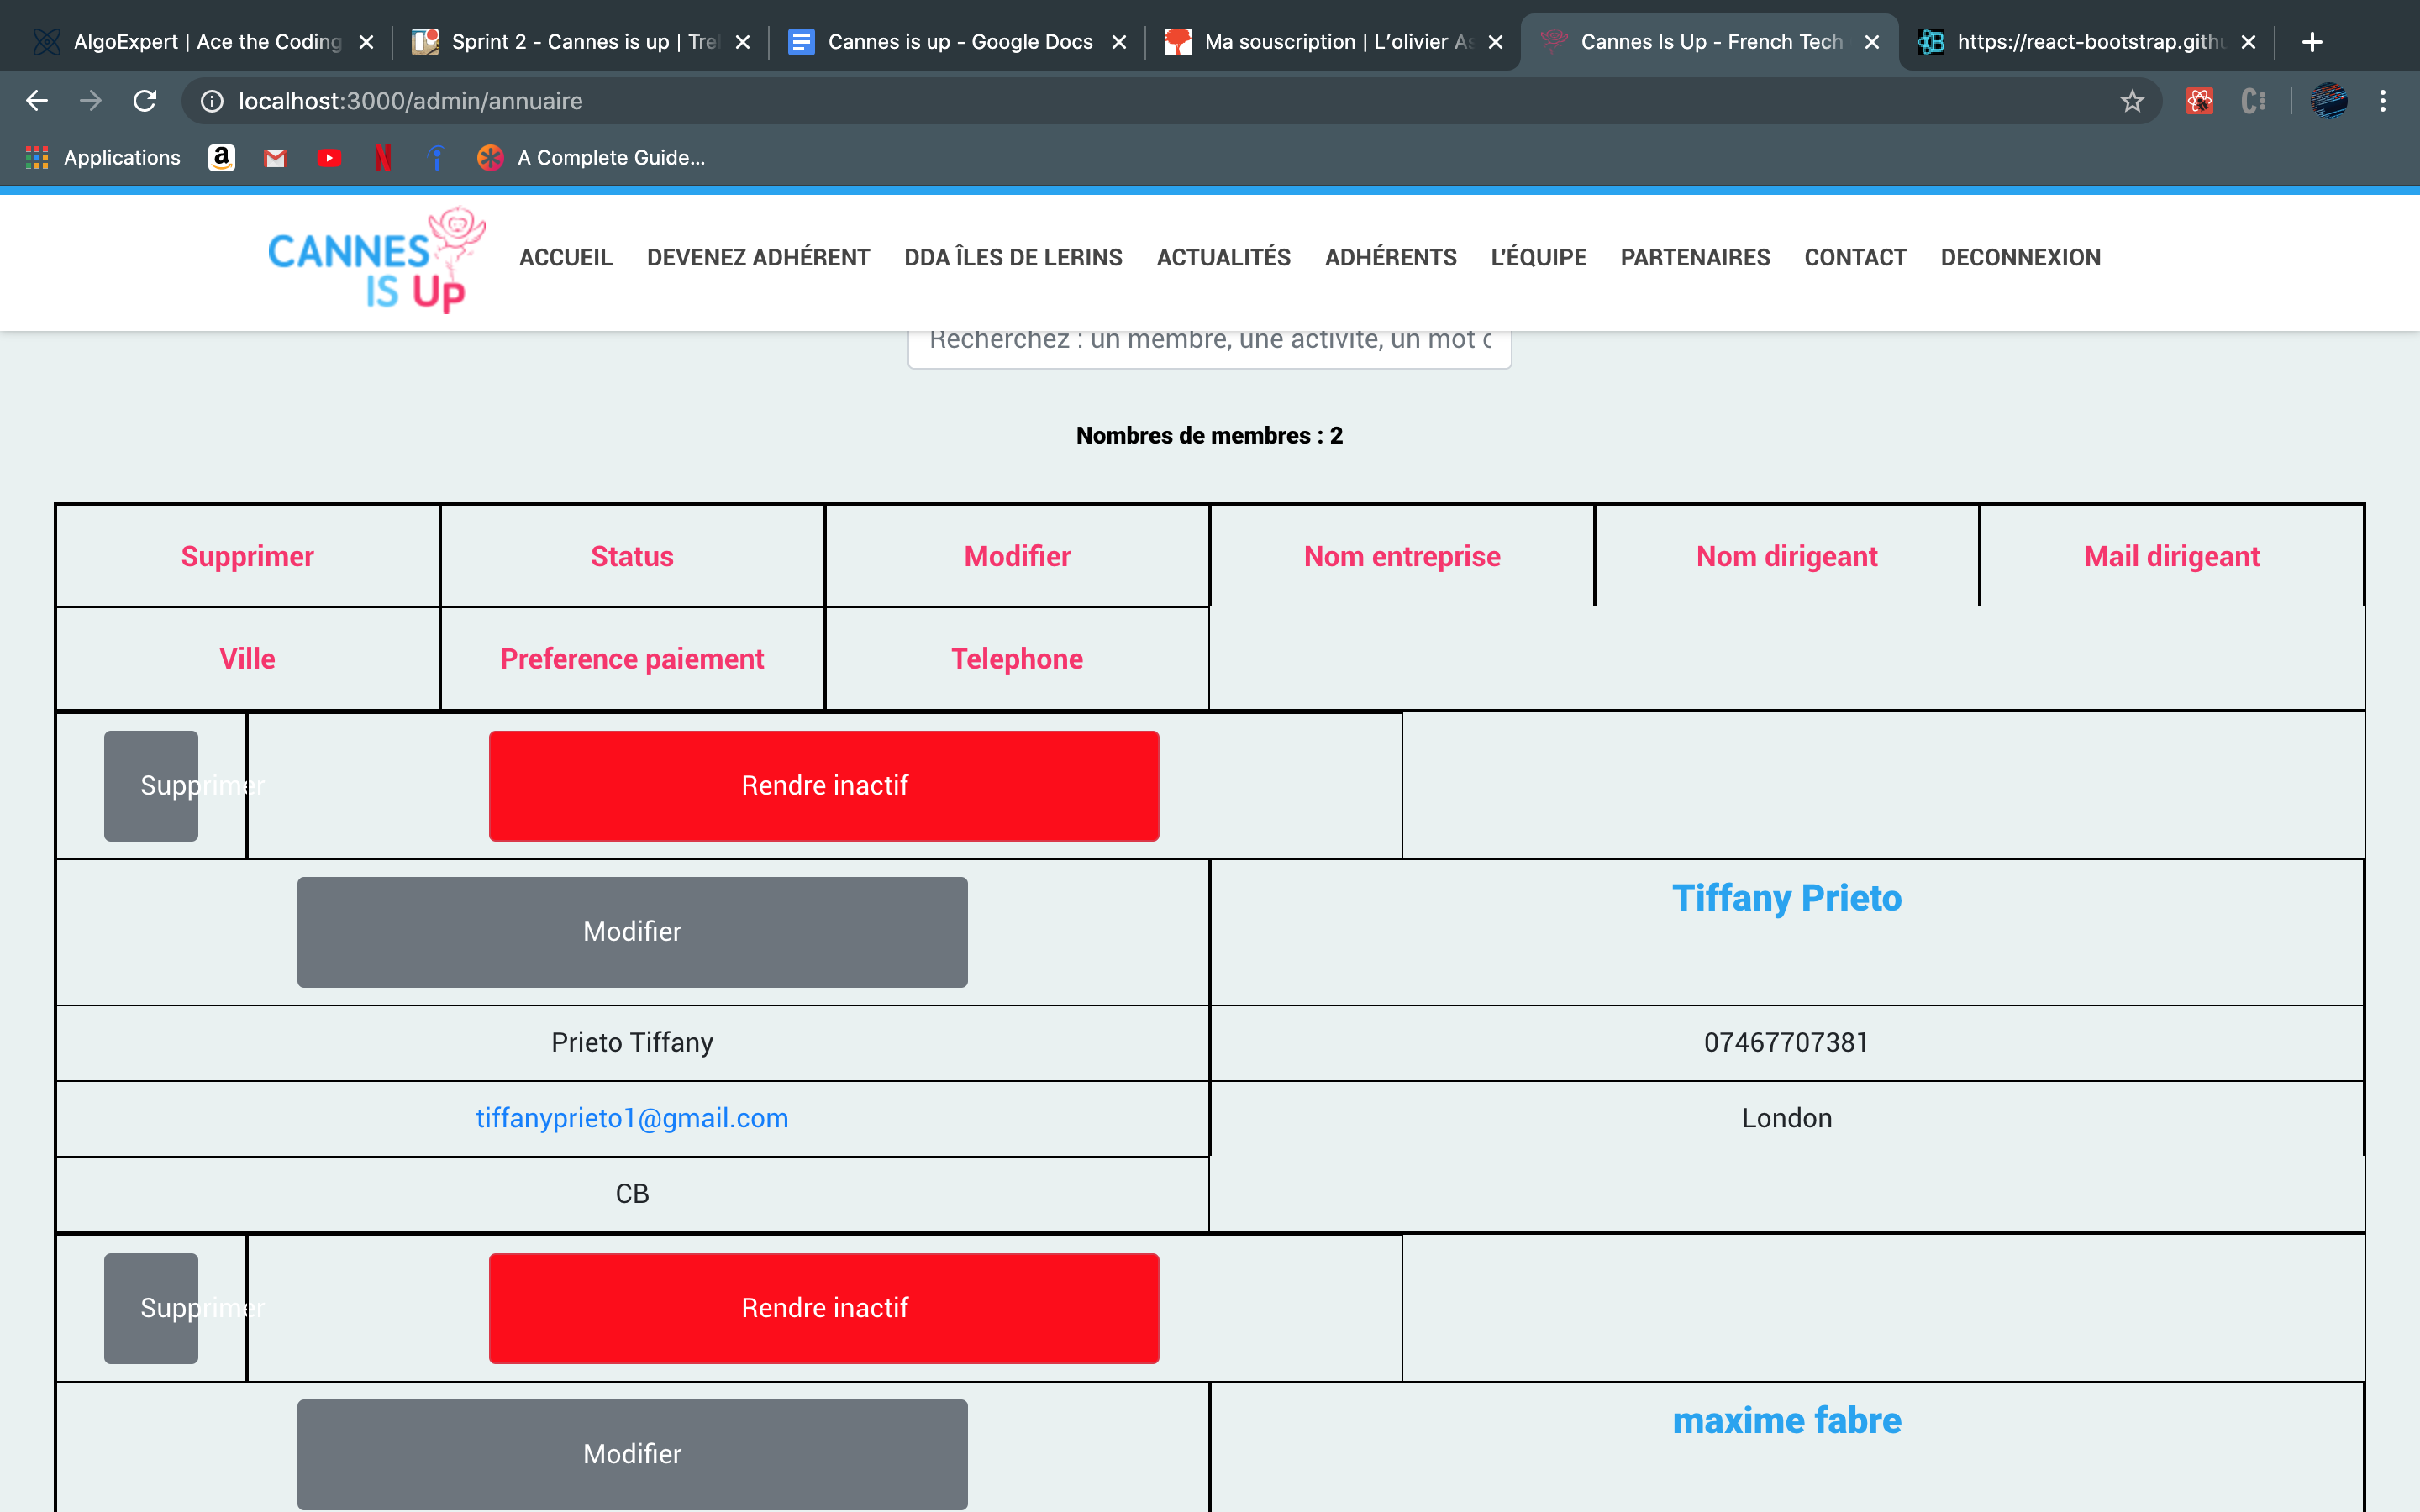 AlgoExpert | Ace the Coding
Sprint 2 - Cannes is up | Trel
Cannes is up - Google Docs
Ma souscription | L'olivier As
Cannes Is Up - French Tech
https://react-bootstrap.githu
localhost:3000/admin/annuaire
Applications
A Complete Guide...
CANNES IS UP
ACCUEIL
DEVENEZ ADHÉRENT
DDA ÎLES DE LERINS
ACTUALITÉS
ADHÉRENTS
L'ÉQUIPE
PARTENAIRES
CONTACT
DECONNEXION
Recherchez : un membre, une activité, un mot c
Nombres de membres : 2
Supprimer
Status
Modifier
Nom entreprise
Nom dirigeant
Mail dirigeant
Ville
Preference paiement
Telephone
Supprimer
Rendre inactif
Modifier
Tiffany Prieto
Prieto Tiffany
07467707381
tiffanyprieto1@gmail.com
London
CB
Supprimer
Rendre inactif
Modifier
maxime fabre